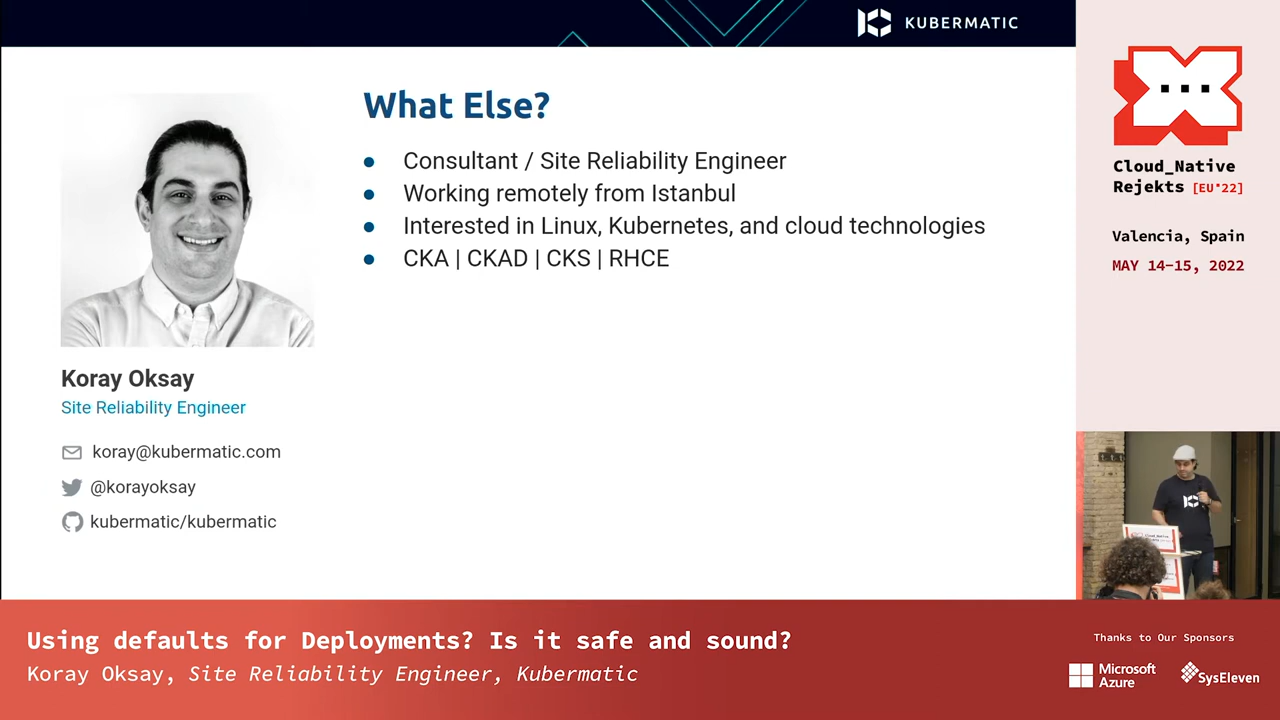 KUBERMATIC
What Else?
Consultant / Site Reliability Engineer
Working remotely from Istanbul
Interested in Linux, Kubernetes, and cloud technologies
CKA | CKAD | CKS | RHCE
Koray Oksay
Site Reliability Engineer
koray@kubermatic.com
@korayoksay
kubermatic/kubermatic
Cloud_Native
Rejekts [EU*22]
Valencia, Spain
MAY 14-15, 2022
Using defaults for Deployments? Is it safe and sound?
Koray Oksay, Site Reliability Engineer, Kubermatic
Thanks to Our Sponsors
Microsoft
Azure
SysEleven